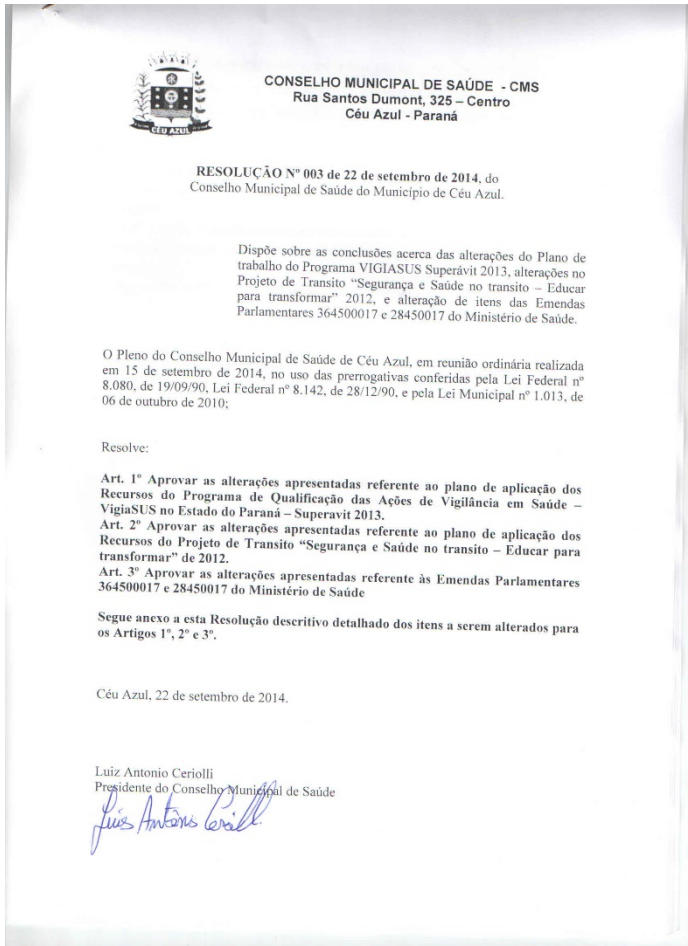 CÉU AZUL
CONSELHO MUNICIPAL DE SAÚDE - CMS
Rua Santos Dumont, 325 – Centro
Céu Azul - Paraná
RESOLUÇÃO Nº 003 de 22 de setembro de 2014, do
Conselho Municipal de Saúde do Município de Céu Azul.
Dispõe sobre as conclusões acerca das alterações do Plano de
trabalho do Programa VIGIASUS Superávit 2013, alterações no
Projeto de Transito “Segurança e Saúde no transito – Educar
para transformar” 2012, e alteração de itens das Emendas
Parlamentares 364500017 e 28450017 do Ministério de Saúde.
O Pleno do Conselho Municipal de Saúde de Céu Azul, em reunião ordinária realizada
em 15 de setembro de 2014, no uso das prerrogativas conferidas pela Lei Federal nº
8.080, de 19/09/90, Lei Federal nº 8.142, de 28/12/90, e pela Lei Municipal nº 1.013, de
06 de outubro de 2010;
Resolve:
Art. 1º Aprovar as alterações apresentadas referente ao plano de aplicação dos
Recursos do Programa de Qualificação das Ações de Vigilância em Saúde –
VigiaSUS no Estado do Paraná – Superavit 2013.
Art. 2º Aprovar as alterações apresentadas referente ao plano de aplicação dos
Recursos do Projeto de Transito “Segurança e Saúde no transito – Educar para
transformar” de 2012.
Art. 3º Aprovar as alterações apresentadas referente às Emendas Parlamentares
364500017 e 28450017 do Ministério de Saúde
Segue anexo a esta Resolução descritivo detalhado dos itens a serem alterados para
os Artigos 1º, 2º e 3º.
Céu Azul, 22 de setembro de 2014.
Luiz Antonio Ceriolli
Presidente do Conselho Municipal de Saúde